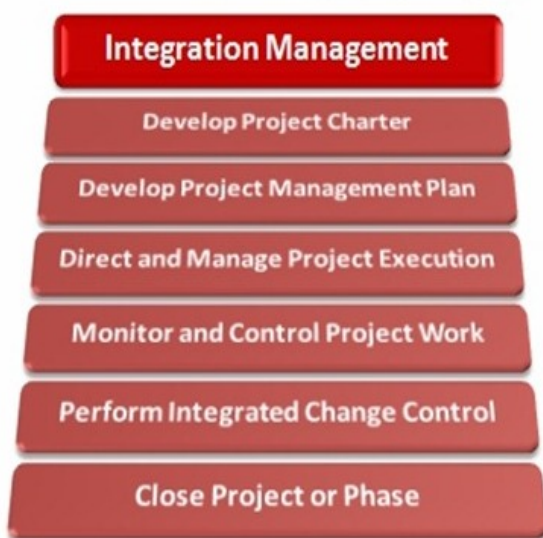 Integration Management
Develop Project Charter
Develop Project Management Plan
Direct and Manage Project Execution
Monitor and Control Project Work
Perform Integrated Change Control
Close Project or Phase